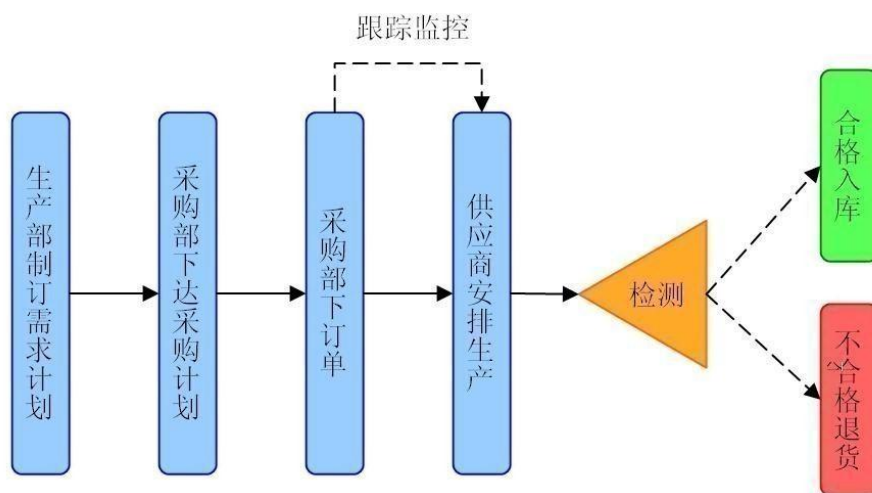 跟踪监控
生产部制订需求计划
采购部下达采购计划
采购部下订单
供应商安排生产
检测
合格入库
不合格退货